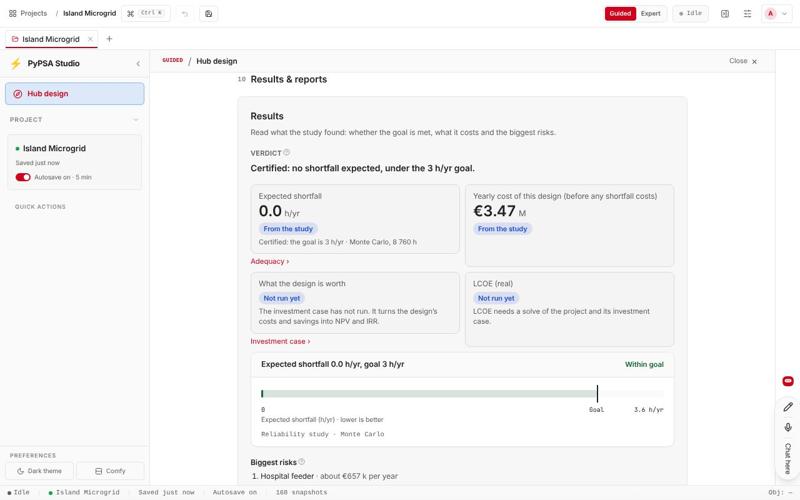 Projects / Island Microgrid ⌘ Ctrl K Guided Expert Idle A
Island Microgrid × +
PyPSA Studio
Hub design
PROJECT
Island Microgrid
Saved just now
Autosave on · 5 min
QUICK ACTIONS
PREFERENCES
Dark theme Comfy
GUIDED / Hub design Close ×
10 Results & reports
Results
Read what the study found: whether the goal is met, what it costs and the biggest risks.
VERDICT ?
Certified: no shortfall expected, under the 3 h/yr goal.
Expected shortfall
0.0 h/yr
From the study
Certified: the goal is 3 h/yr · Monte Carlo, 8 760 h
Adequacy ›
Yearly cost of this design (before any shortfall costs)
€3.47 M
From the study
What the design is worth
Not run yet
The investment case has not run. It turns the design's
costs and savings into NPV and IRR.
Investment case ›
LCOE (real)
Not run yet
LCOE needs a solve of the project and its investment
case.
Expected shortfall 0.0 h/yr, goal 3 h/yr Within goal
0 Goal 3.6 h/yr
Expected shortfall (h/yr) · lower is better
Reliability study · Monte Carlo
Biggest risks ?
1. Hospital feeder · about €657 k per year
Chat here
Idle Island Microgrid Saved just now Autosave on 168 snapshots Obj: —